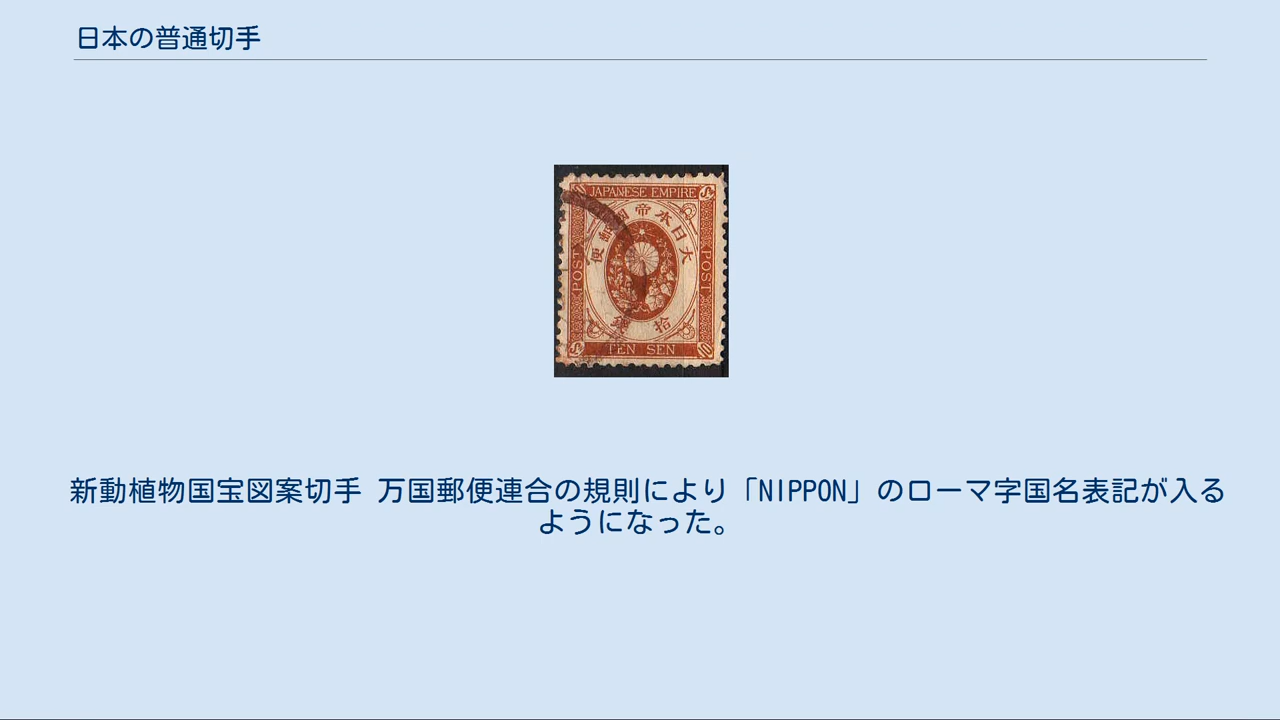 日本の普通切手
JAPANESE EMPIRE
大日本帝国郵便
POST
POST
拾錢
TEN SEN
10
新動植物国宝図案切手 万国郵便連合の規則により「NIPPON」のローマ字国名表記が入る
ようになった。